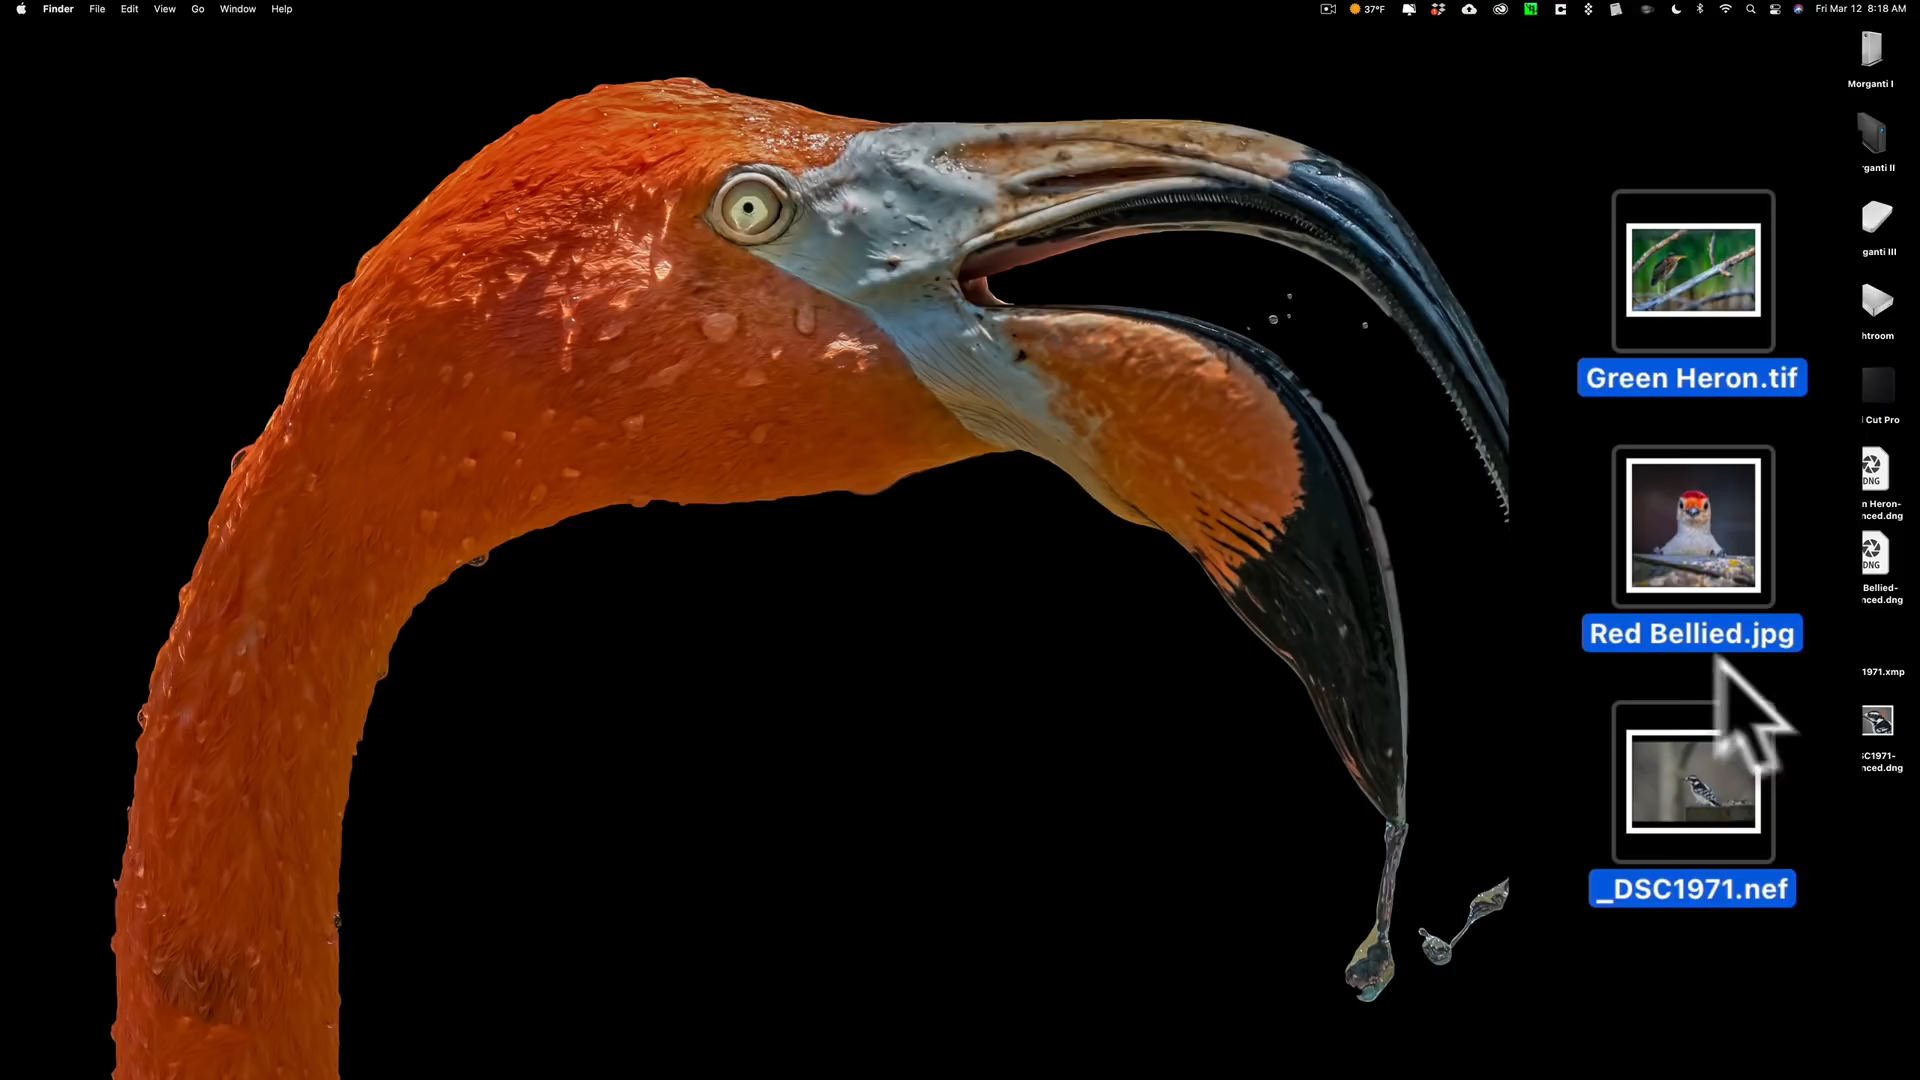 Finder File Edit View Go Window Help
37°F
Fri Mar 12 8:18 AM
Morganti I
rganti II
ganti III
htroom
l Cut Pro
DNG
n Heron-
nced.dng
DNG
Bellied-
nced.dng
1971.xmp
SC1971-
nced.dng
Green Heron.tif
Red Bellied.jpg
_DSC1971.nef